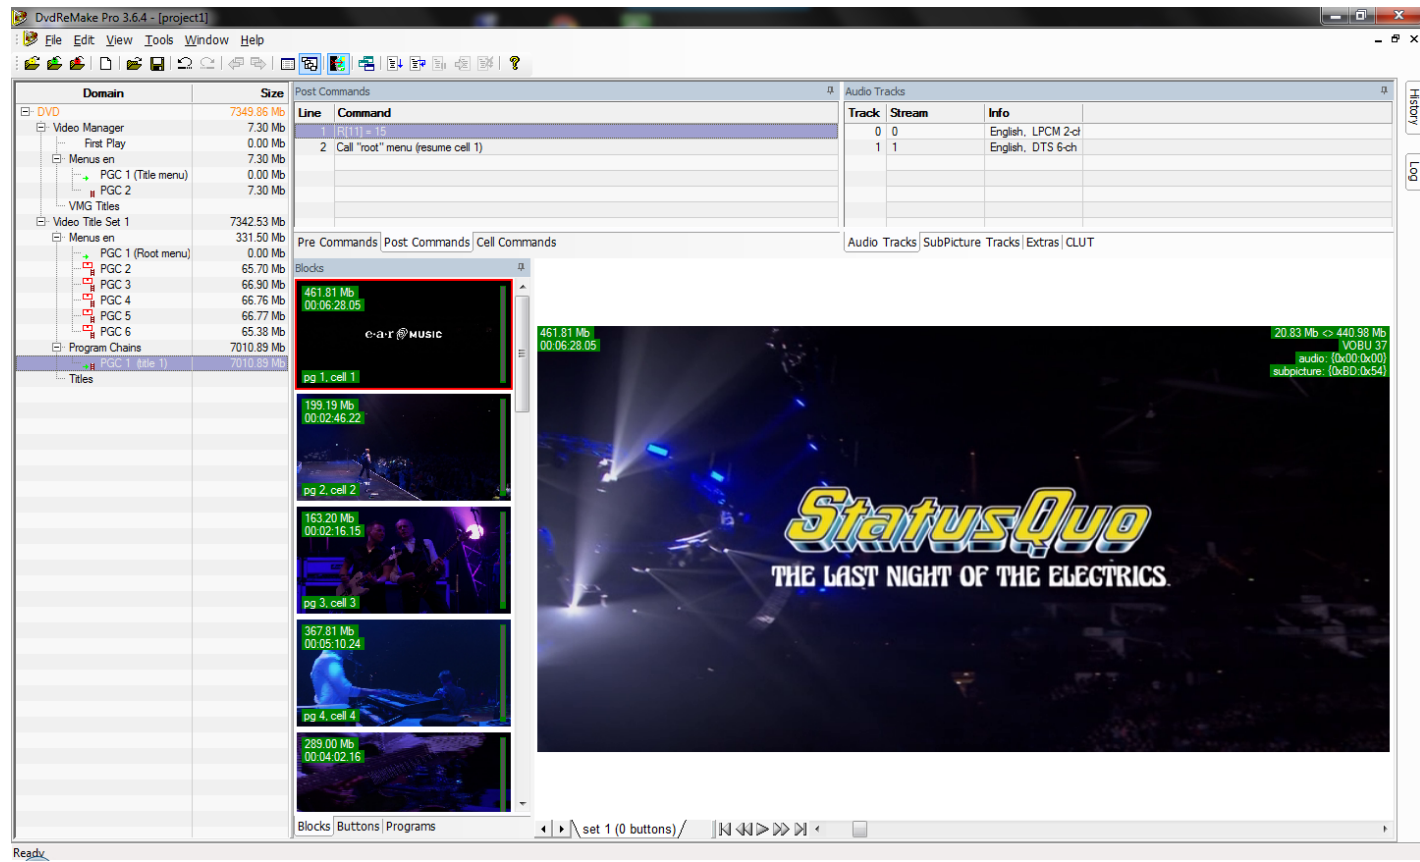 DvdReMake Pro 3.6.4 - [project1]
File Edit View Tools Window Help
Domain Size
DVD 7349.86 Mb
Video Manager 7.30 Mb
First Play 0.00 Mb
Menus en 7.30 Mb
PGC 1 (Title menu) 0.00 Mb
PGC 2 7.30 Mb
VMG Titles
Video Title Set 1 7342.53 Mb
Menus en 331.50 Mb
PGC 1 (Root menu) 0.00 Mb
PGC 2 65.70 Mb
PGC 3 66.90 Mb
PGC 4 66.76 Mb
PGC 5 66.77 Mb
PGC 6 65.38 Mb
Program Chains 7010.89 Mb
PGC 1 (title 1) 7010.89 Mb
Titles
Post Commands
Line Command
1 R[11] = 15
2 Call "root" menu (resume cell 1)
Pre Commands Post Commands Cell Commands
Audio Tracks
Track Stream Info
0 0 English, LPCM 2-ch
1 1 English, DTS 6-ch
Audio Tracks SubPicture Tracks Extras CLUT
History
Log
Blocks
461.81 Mb
00:06:28.05
e·a·r MUSIC
pg 1, cell 1
199.19 Mb
00:02:46.22
pg 2, cell 2
163.20 Mb
00:02:16.15
pg 3, cell 3
367.81 Mb
00:05:10.24
pg 4, cell 4
289.00 Mb
00:04:02.16
Blocks Buttons Programs
461.81 Mb
00:06:28.05
20.83 Mb <> 440.98 Mb
VOBU 37
audio: {0x00:0x00}
subpicture: {0xBD:0x54}
StatusQuo
THE LAST NIGHT OF THE ELECTRICS.
set 1 (0 buttons)
Ready